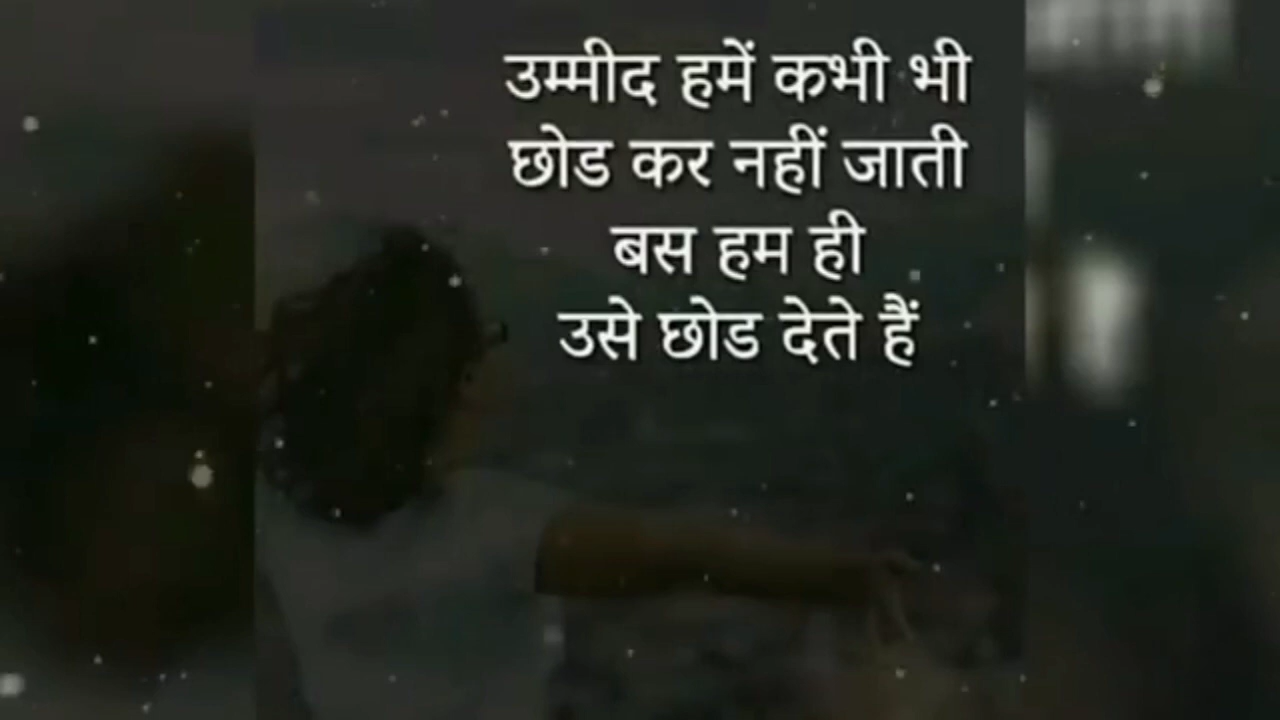 उम्मीद हमें कभी भी
छोड कर नहीं जाती
बस हम ही
उसे छोड देते हैं